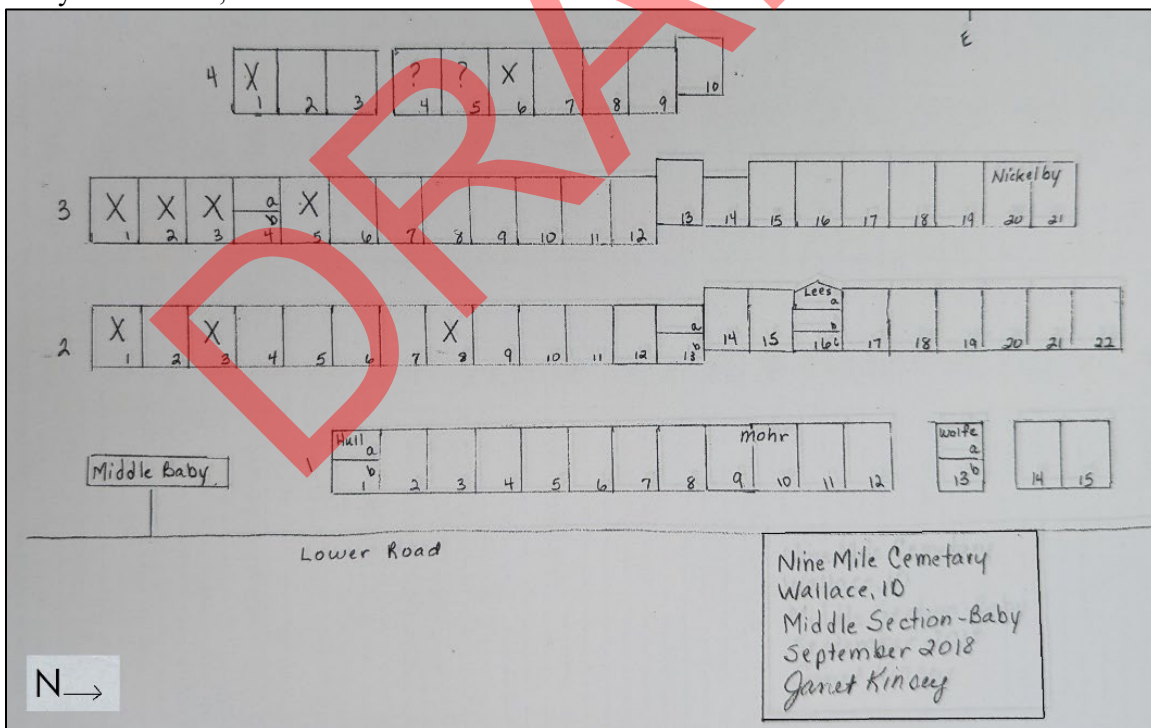 E
4 X ? ? X
1 2 3 4 5 6 7 8 9 10
Nickelby
3 X X X a X
b
1 2 3 4 5 6 7 8 9 10 11 12 13 14 15 16 17 18 19 20 21
Lees
a
2 X X X a b
b
1 2 3 4 5 6 7 8 9 10 11 12 13 14 15 16c 17 18 19 20 21 22
Hull mohr Wolfe
a a
Middle Baby 1 b b
1 2 3 4 5 6 7 8 9 10 11 12 13 14 15
Lower Road
Nine Mile Cemetary
Wallace, ID
Middle Section-Baby
September 2018
Janet Kinsey
N→